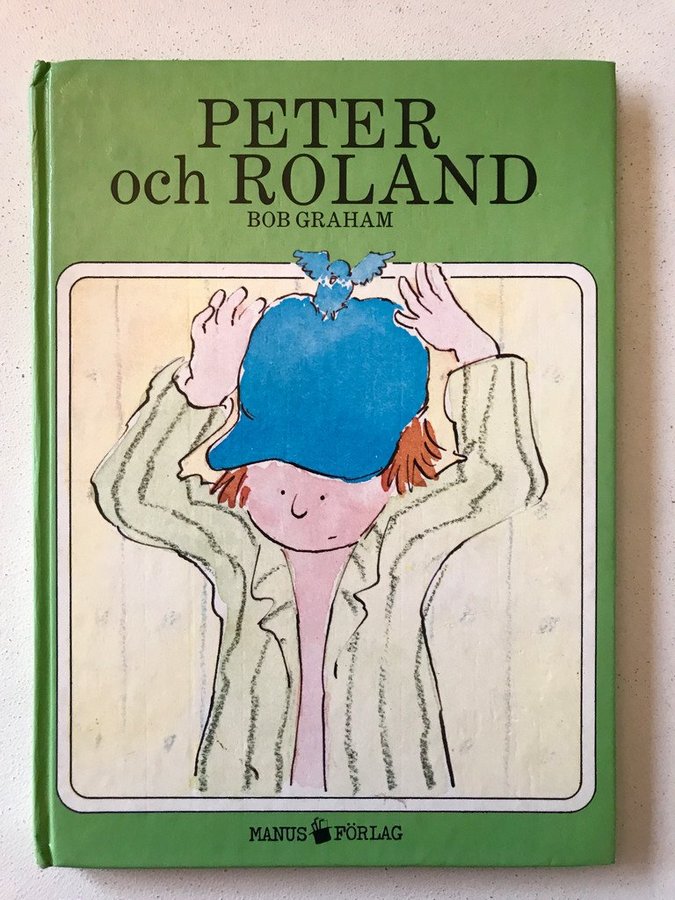 PETER
och ROLAND
BOB GRAHAM
MANUS FÖRLAG